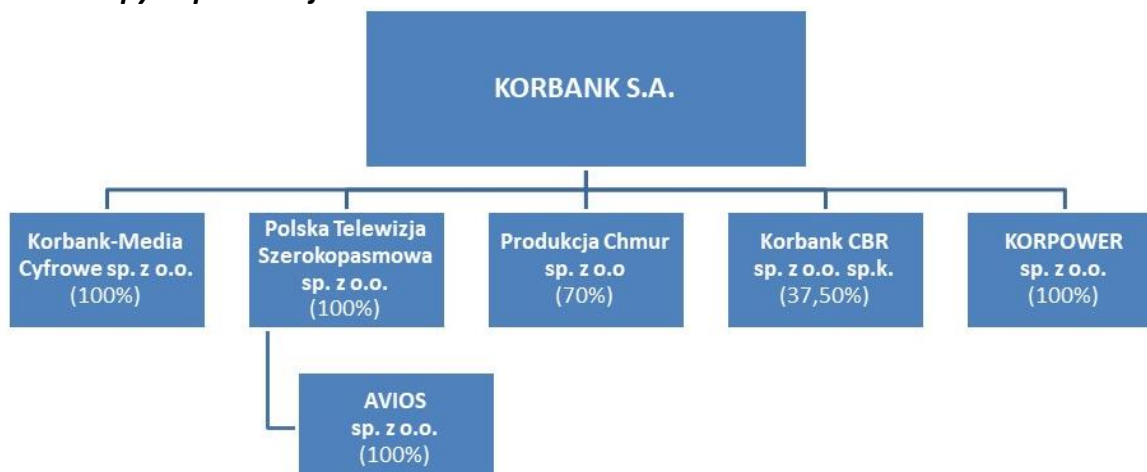 KORBANK S.A.
Korbank-Media
Cyfrowe sp. z o.o.
(100%)
Polska Telewizja
Szerokopasmowa
sp. z o.o.
(100%)
Produkcja Chmur
sp. z o.o
(70%)
Korbank CBR
sp. z o.o. sp.k.
(37,50%)
KORPOWER
sp. z o.o.
(100%)
AVIOS
sp. z o.o.
(100%)